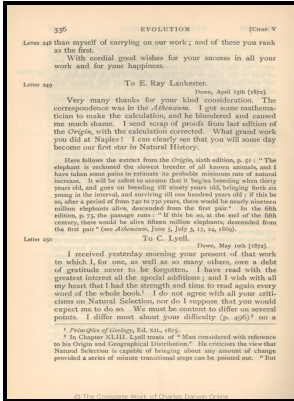 336 EVOLUTION [CHAP. V
Letter 248 than myself of carrying on our work; and of these you rank
as the first.
With cordial good wishes for your success in all your
work and for your happiness.
Letter 249 To E. Ray Lankester.
Down, April 15th [1872].
Very many thanks for your kind consideration. The
correspondence was in the Athenæum. I got some mathema-
tician to make the calculation, and he blundered and caused
me much shame. I send scrap of proofs from last edition of
the Origin, with the calculation corrected. What grand work
you did at Naples! I can clearly see that you will some day
become our first star in Natural History.
Here follows the extract from the Origin, sixth edition, p. 51: "The
elephant is reckoned the slowest breeder of all known animals, and I
have taken some pains to estimate its probable minimum rate of natural
increase. It will be safest to assume that it begins breeding when thirty
years old, and goes on breeding till ninety years old, bringing forth six
young in the interval, and surviving till one hundred years old; if this be
so, after a period of from 740 to 750 years, there would be nearly nineteen
million elephants alive, descended from the first pair." In the fifth
edition, p. 75, the passage runs: "If this be so, at the end of the fifth
century, there would be alive fifteen million elephants, descended from
the first pair" (see Athenæum, June 5, July 3, 17, 24, 1869).
Letter 250 To C. Lyell.
Down, May 10th [1872].
I received yesterday morning your present of that work
to which I, for one, as well as so many others, owe a debt
of gratitude never to be forgotten. I have read with the
greatest interest all the special additions; and I wish with all
my heart that I had the strength and time to read again every
word of the whole book.¹ I do not agree with all your criti-
cisms on Natural Selection, nor do I suppose that you would
expect me to do so. We must be content to differ on several
points. I differ most about your difficulty (p. 496)² on a
¹ Principles of Geology, Ed. XII., 1875.
² In Chapter XLIII. Lyell treats of "Man considered with reference
to his Origin and Geographical Distribution." He criticises the view that
Natural Selection is capable of bringing about any amount of change
provided a series of minute transitional steps can be pointed out. "But
© The Complete Work of Charles Darwin Online